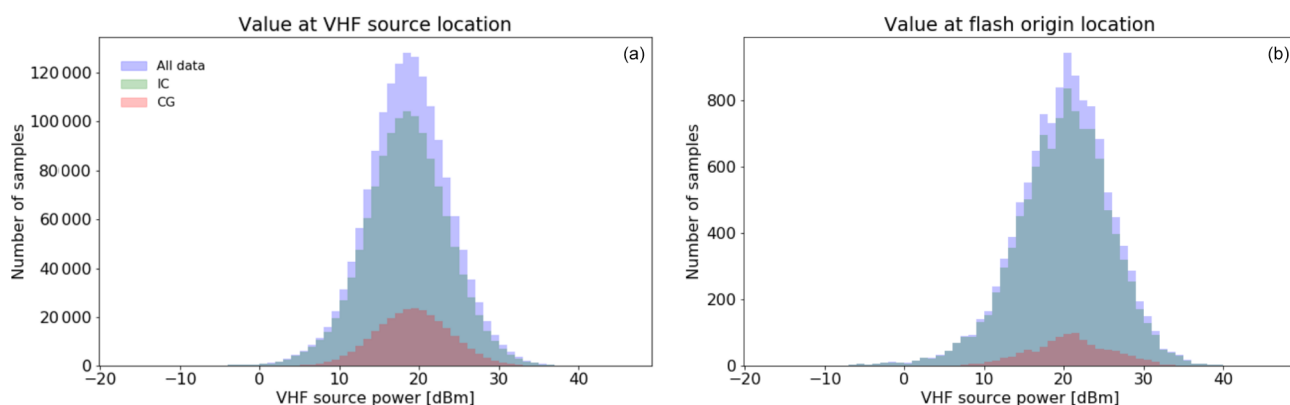 Value at VHF source location
(a)
All data
IC
CG
120 000
100 000
80 000
60 000
40 000
20 000
0
Number of samples
−20 −10 0 10 20 30 40
VHF source power [dBm]
Value at flash origin location
(b)
800
600
400
200
0
Number of samples
−20 −10 0 10 20 30 40
VHF source power [dBm]